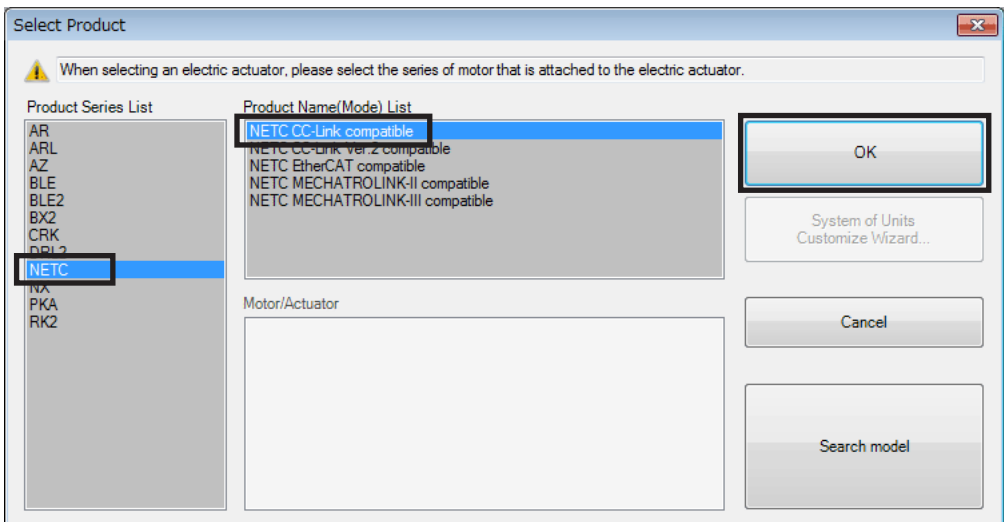 Select Product
When selecting an electric actuator, please select the series of motor that is attached to the electric actuator.
Product Series List
AR
ARL
AZ
BLE
BLE2
BX2
CRK
DRL2
NETC
NX
PKA
RK2
Product Name(Mode) List
NETC CC-Link compatible
NETC CC-Link Ver.2 compatible
NETC EtherCAT compatible
NETC MECHATROLINK-II compatible
NETC MECHATROLINK-III compatible
Motor/Actuator
OK
System of Units
Customize Wizard...
Cancel
Search model